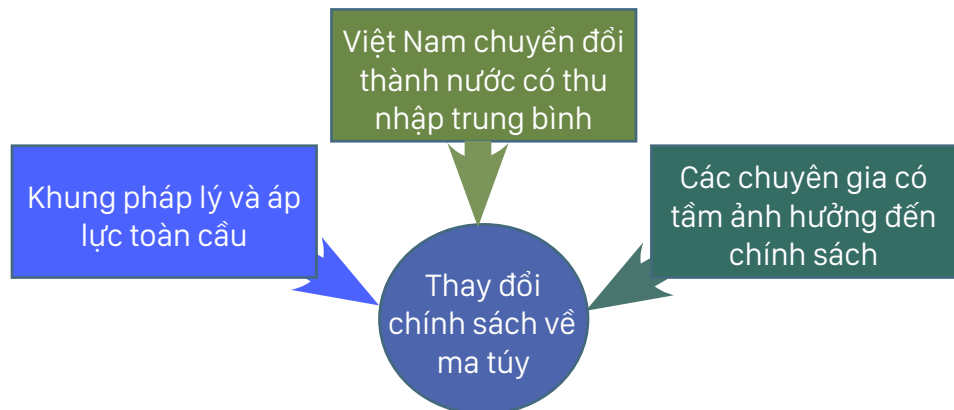 Việt Nam chuyển đổi
thành nước có thu
nhập trung bình
Khung pháp lý và áp
lực toàn cầu
Các chuyên gia có
tầm ảnh hưởng đến
chính sách
Thay đổi
chính sách về
ma túy